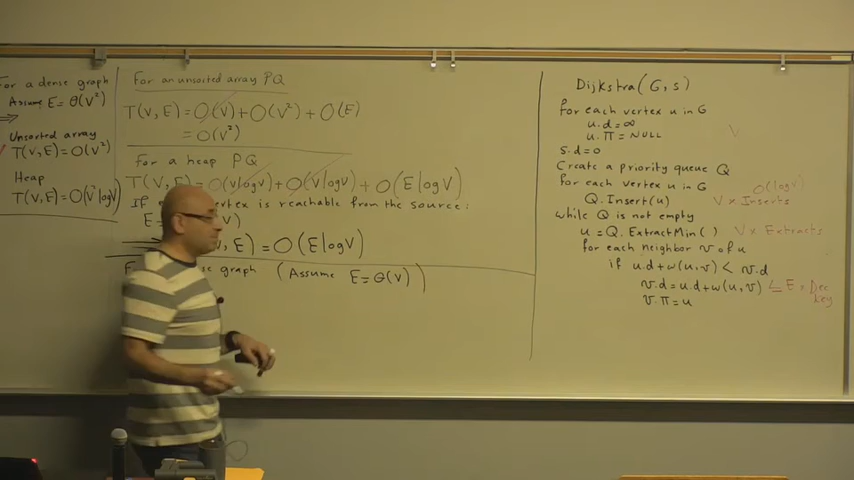 For a dense graph
Assume E = Θ(V²)
Unsorted array
T(V,E) = O(V²)
Heap
T(V,E) = O(V² logV)
For an unsorted array PQ
T(V,E) = O(V) + O(V²) + O(E)
= O(V²)
For a heap PQ
T(V,E) = O(V logV) + O(V logV) + O(E logV)
If vertex is reachable from the source:
E = V)
,E) = O(E logV)
graph (Assume E = Θ(V))
Dijkstra(G, s)
For each vertex u in G
u.d = ∞
u.π = NULL
s.d = 0
Create a priority queue Q
For each vertex u in G
Q.Insert(u) V × Inserts O(logV)
while Q is not empty
u = Q.ExtractMin( ) V × Extracts
for each neighbor v of u
if u.d + w(u,v) < v.d
v.d = u.d + w(u,v) ≤ E × Dec key
v.π = u